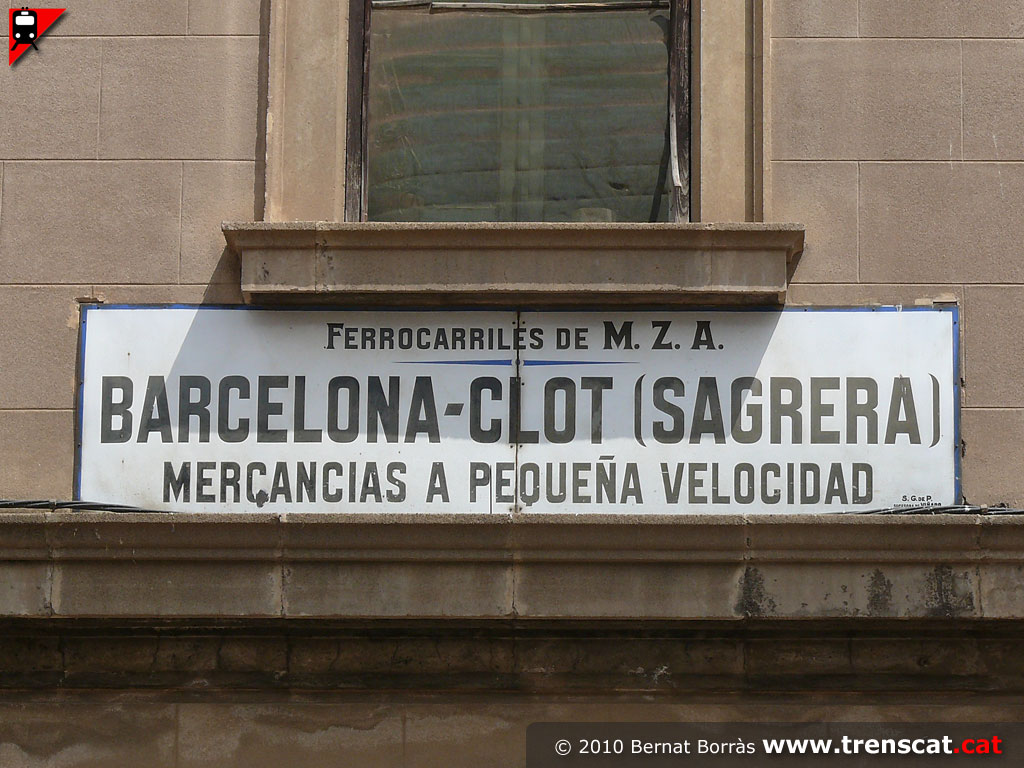 FERROCARRILES DE M. Z. A.
BARCELONA-CLOT (SAGRERA)
MERCANCIAS A PEQUEÑA VELOCIDAD
S. G. DE P.
© 2010 Bernat Borràs www.trenscat.cat